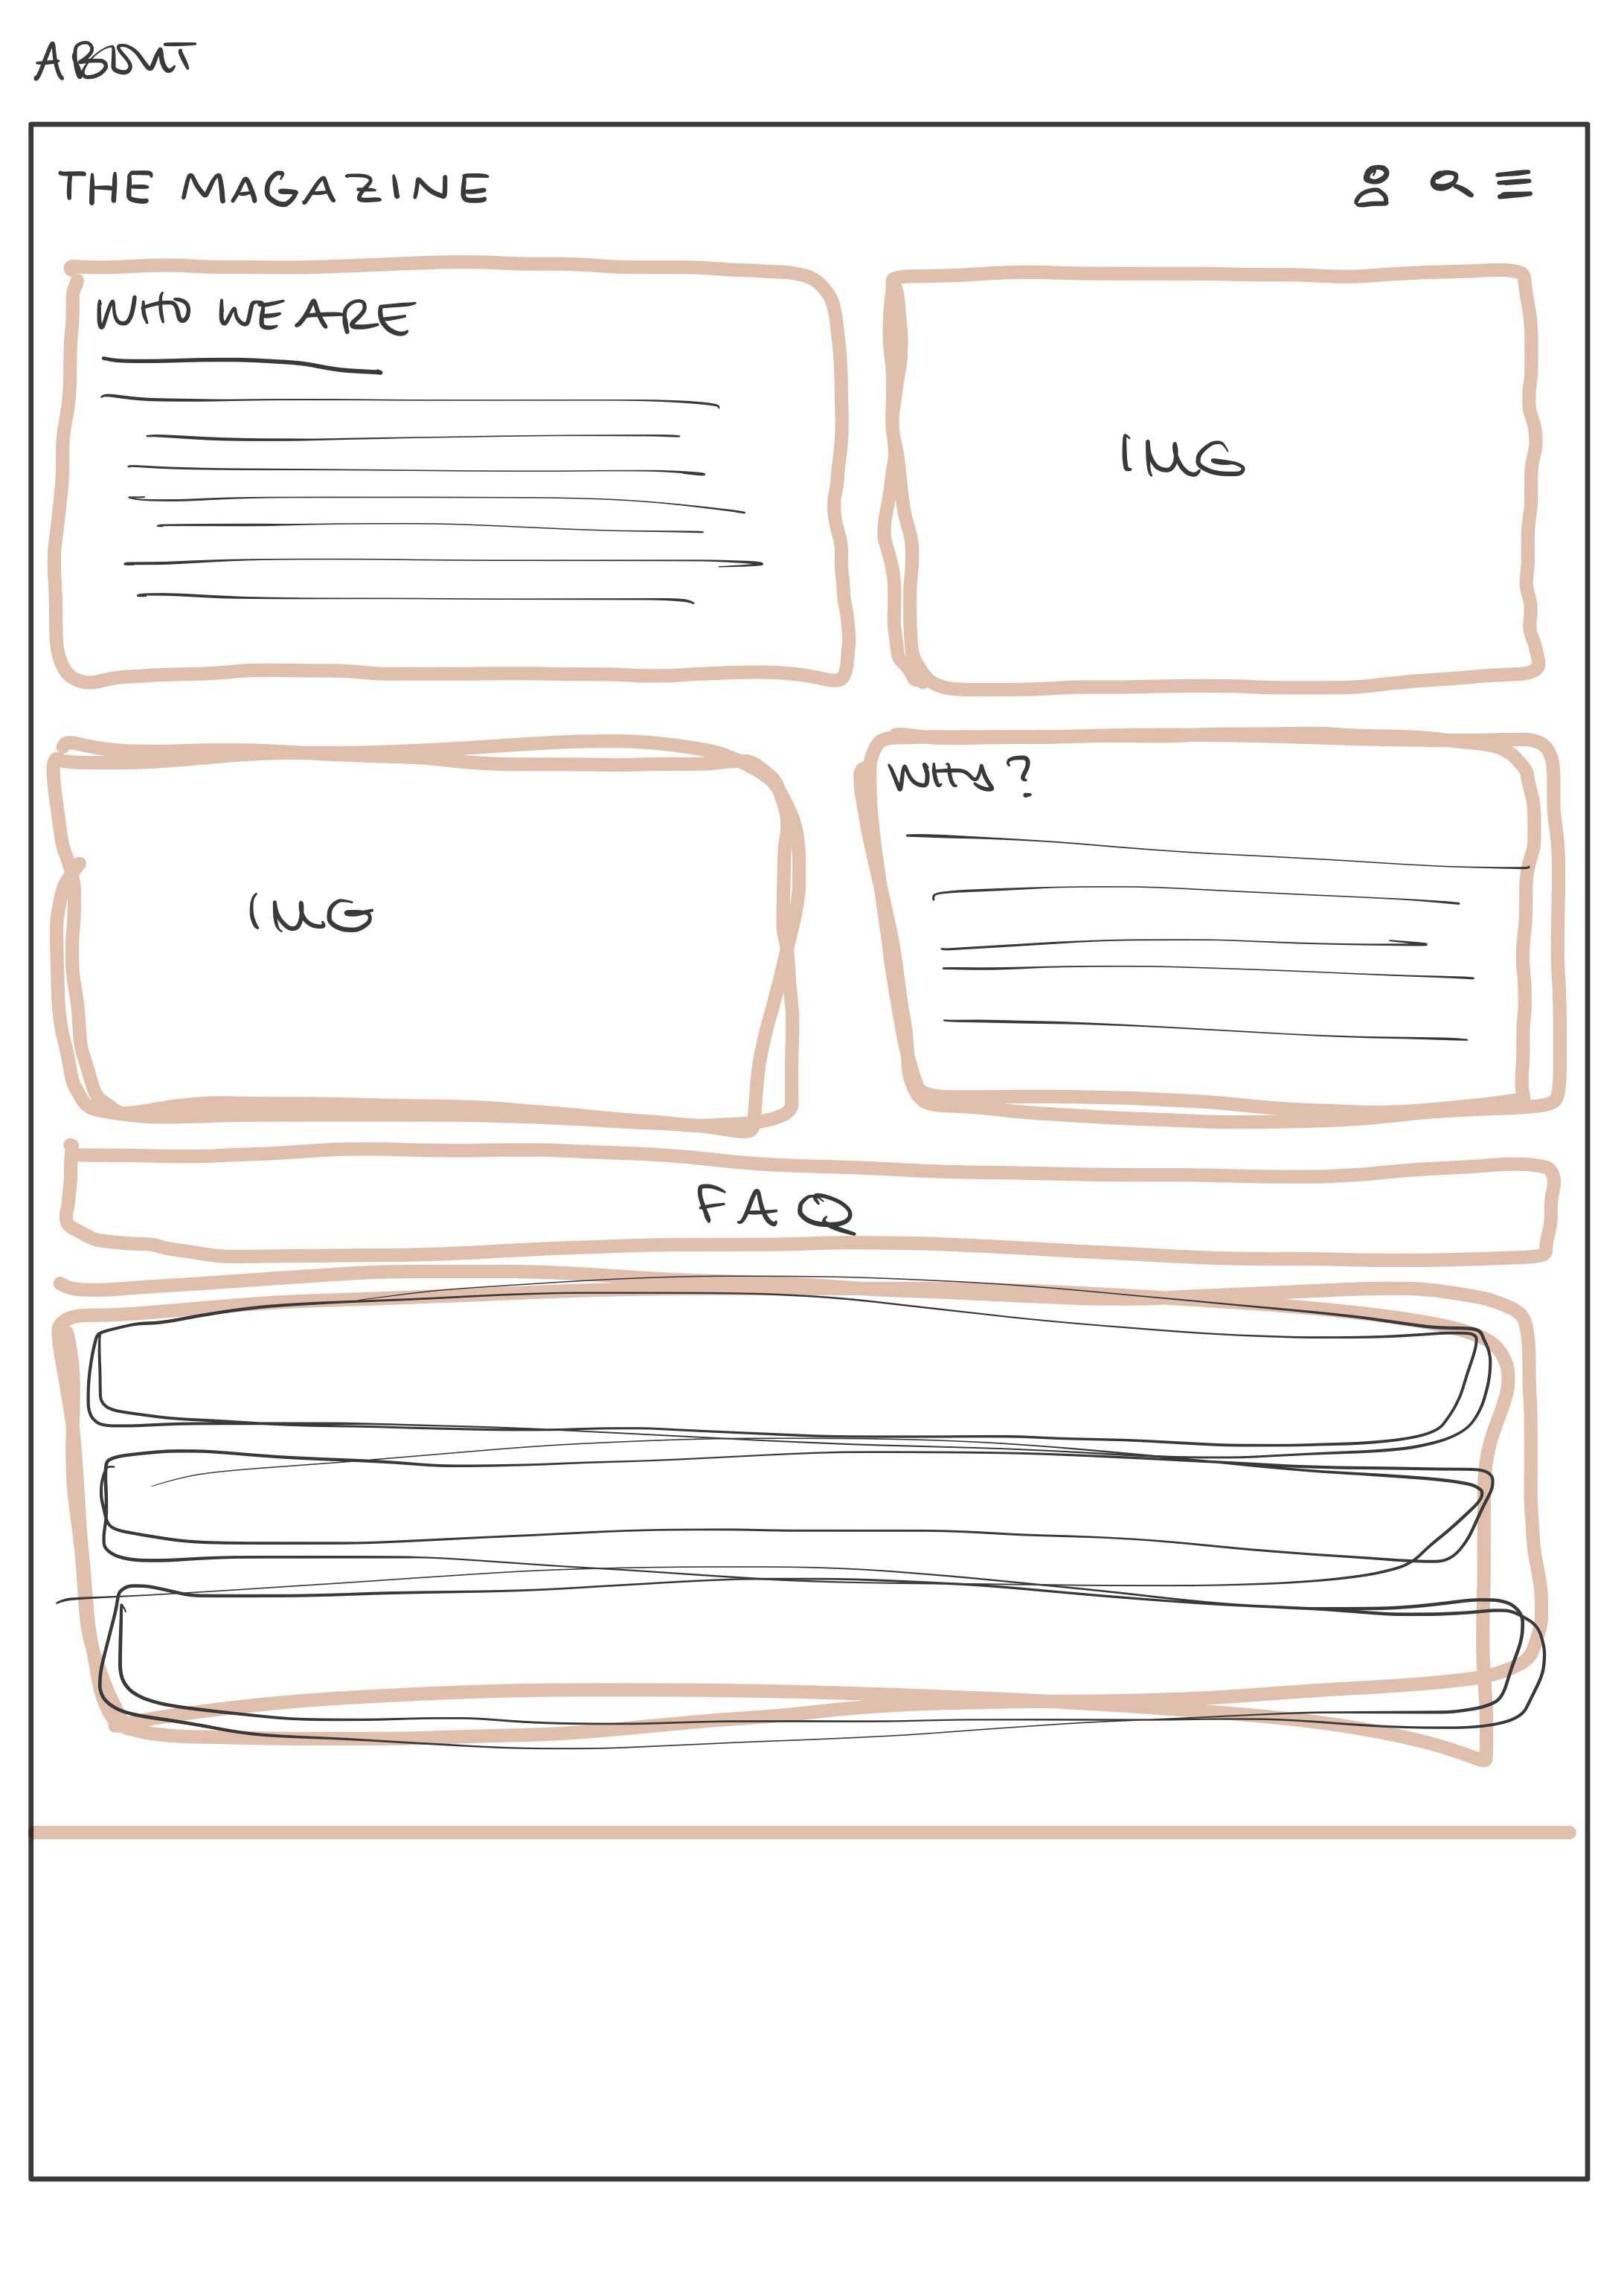 ABOUT
THE MAGAZINE
WHO WE ARE
IMG
IMG
WHY?
FAQ